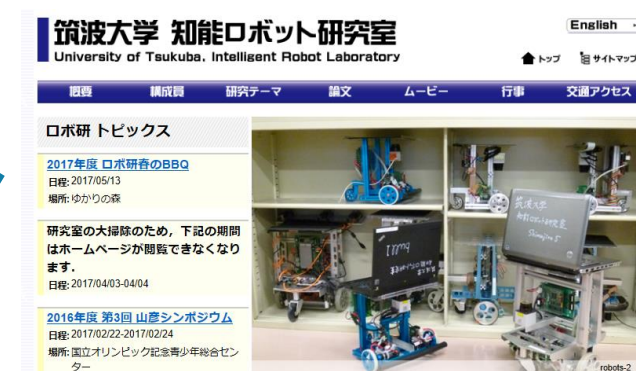 筑波大学 知能ロボット研究室
English
University of Tsukuba, Intelligent Robot Laboratory
トップ サイトマップ
概要 構成員 研究テーマ 論文 ムービー 行事 交通アクセス
ロボ研 トピックス
2017年度 ロボ研春のBBQ
日程: 2017/05/13
場所: ゆかりの森
研究室の大掃除のため，下記の期間
はホームページが閲覧できなくなり
ます．
日程: 2017/04/03-04/04
2016年度 第3回 山彦シンポジウム
日程: 2017/02/22-2017/02/24
場所: 国立オリンピック記念青少年総合セン
ター
筑波大学
知能ロボット研究室
robots-2